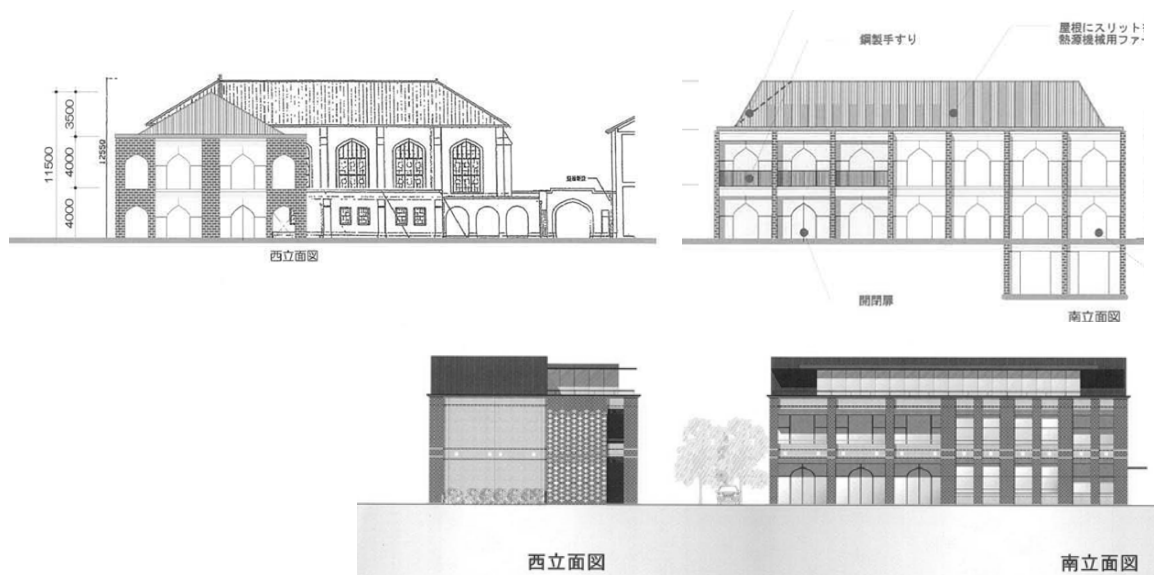 鋼製手すり
屋根にスリット
熱源機械用ファ
11500
3500
4000
4000
12550
西立面図
開閉扉
南立面図
西立面図
南立面図